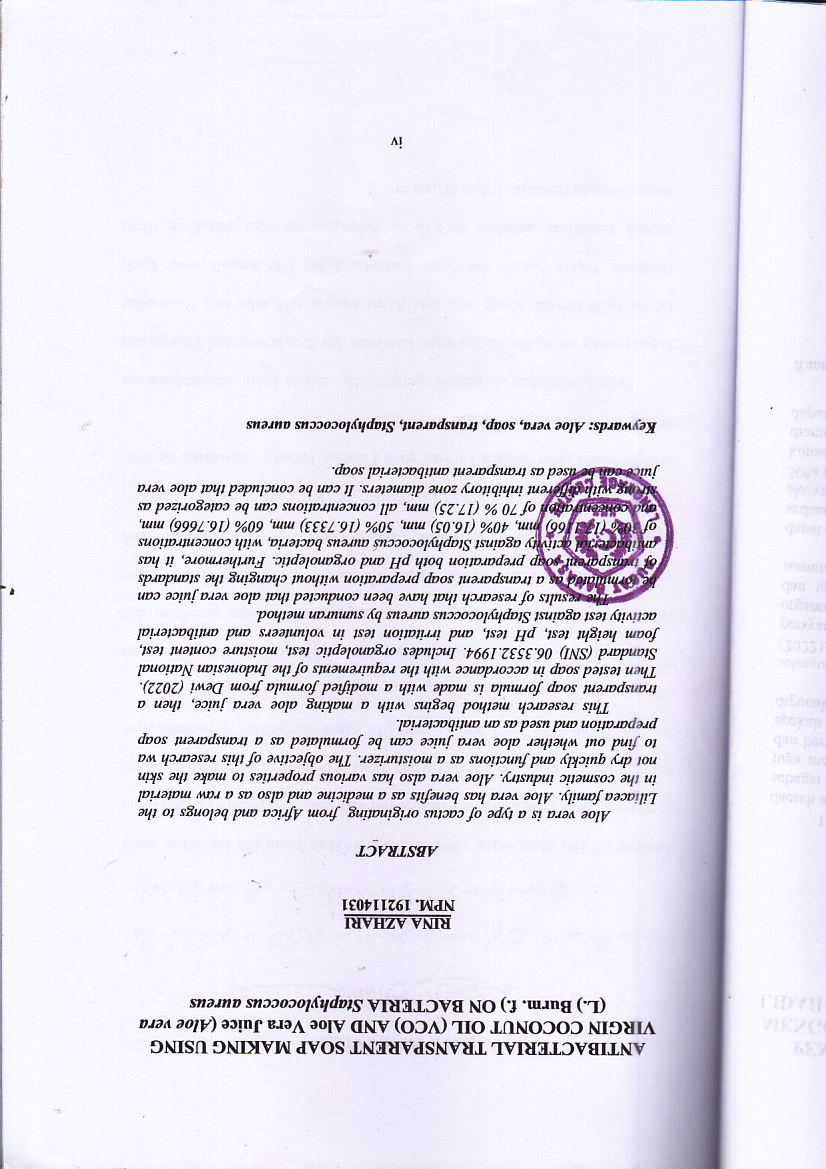 ANTIBACTERIAL TRANSPARENT SOAP MAKING USING
VIRGIN COCONUT OIL (VCO) AND Aloe Vera Juice (Aloe vera
(L.) Burm. f.) ON BACTERIA Staphylococcus aureus
RINA AZHARI
NPM. 192114031
ABSTRACT
Aloe vera is a type of cactus originating from Africa and belongs to the
Liliacea family. Aloe vera has benefits as a medicine and also as a raw material
in the cosmetic industry. Aloe vera also has various properties to make the skin
not dry quickly and functions as a moisturizer. The objective of this research wa
to find out whether aloe vera juice can be formulated as a transparent soap
preparation and used as an antibacterial.
This research method begins with a making aloe vera juice, then a
transparent soap formula is made with a modified formula from Dewi (2022).
Then tested soap in accordance with the requirements of the Indonesian National
Standard (SNI) 06.3532.1994. Includes organoleptic test, moisture content test,
foam height test, pH test, and irritation test in volunteers and antibacterial
activity test against Staphylococcus aureus by sumuran method.
The results of research that have been conducted that aloe vera juice can
be formulated as a transparent soap preparation without changing the standards
of transparent soap preparation both pH and organoleptic. Furthermore, it has
antibacterial activity against Staphylococcus aureus bacteria, with concentrations
of 30% (17.1166) mm, 40% (16.05) mm, 50% (16.7333) mm, 60% (16.7666) mm,
and concentration of 70 % (17.25) mm, all concentrations can be categorized as
strong with different inhibitory zone diameters. It can be concluded that aloe vera
juice can be used as transparent antibacterial soap.
Keywards: Aloe vera, soap, transparent, Staphylococcus aureus
iv